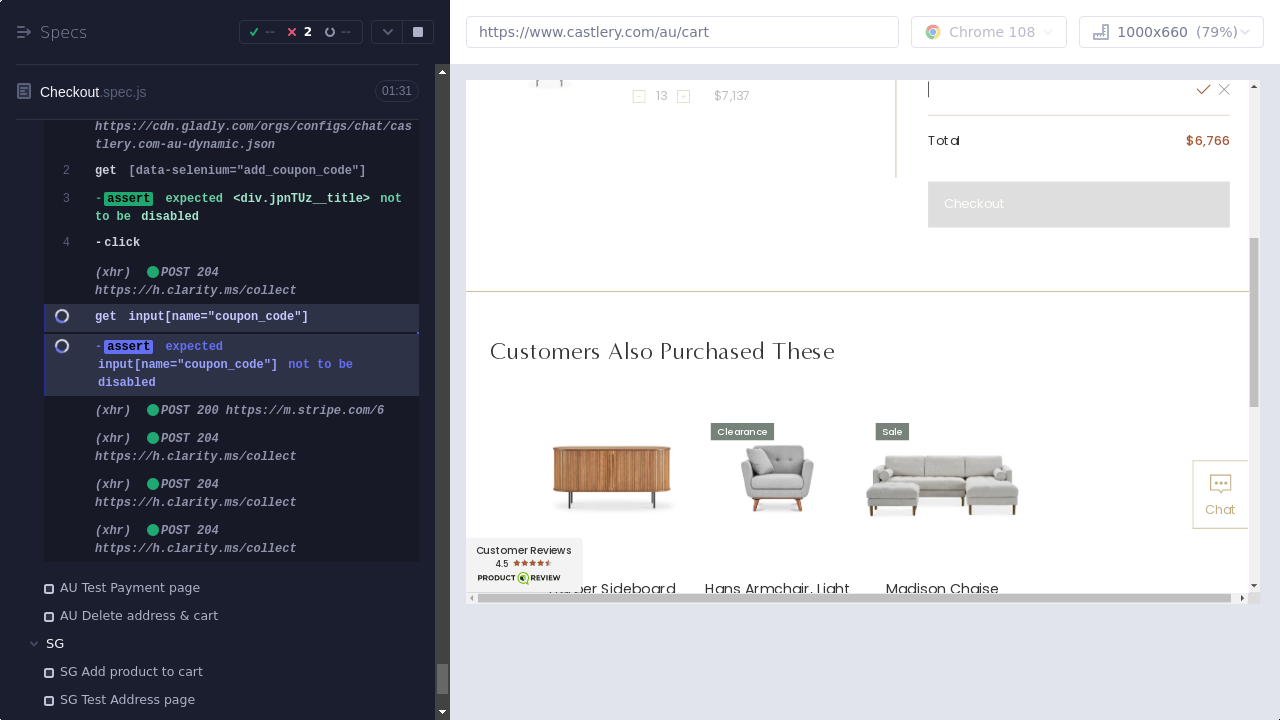 Specs
--
2
--
Checkout.spec.js
01:31
https://cdn.gladly.com/orgs/configs/chat/cas
tlery.com-au-dynamic.json
2 get [data-selenium="add_coupon_code"]
3 -assert expected <div.jpnTUz__title> not
to be disabled
4 -click
(xhr) POST 204
https://h.clarity.ms/collect
get input[name="coupon_code"]
-assert expected
input[name="coupon_code"] not to be
disabled
(xhr) POST 200 https://m.stripe.com/6
(xhr) POST 204
https://h.clarity.ms/collect
(xhr) POST 204
https://h.clarity.ms/collect
(xhr) POST 204
https://h.clarity.ms/collect
AU Test Payment page
AU Delete address & cart
SG
SG Add product to cart
SG Test Address page
https://www.castlery.com/au/cart
Chrome 108
1000x660 (79%)
13 $7,137
Total $6,766
Checkout
Customers Also Purchased These
Clearance
Sale
Chat
Customer Reviews
4.5
PRODUCT REVIEW
Sideboard
Hans Armchair, Light
Madison Chaise